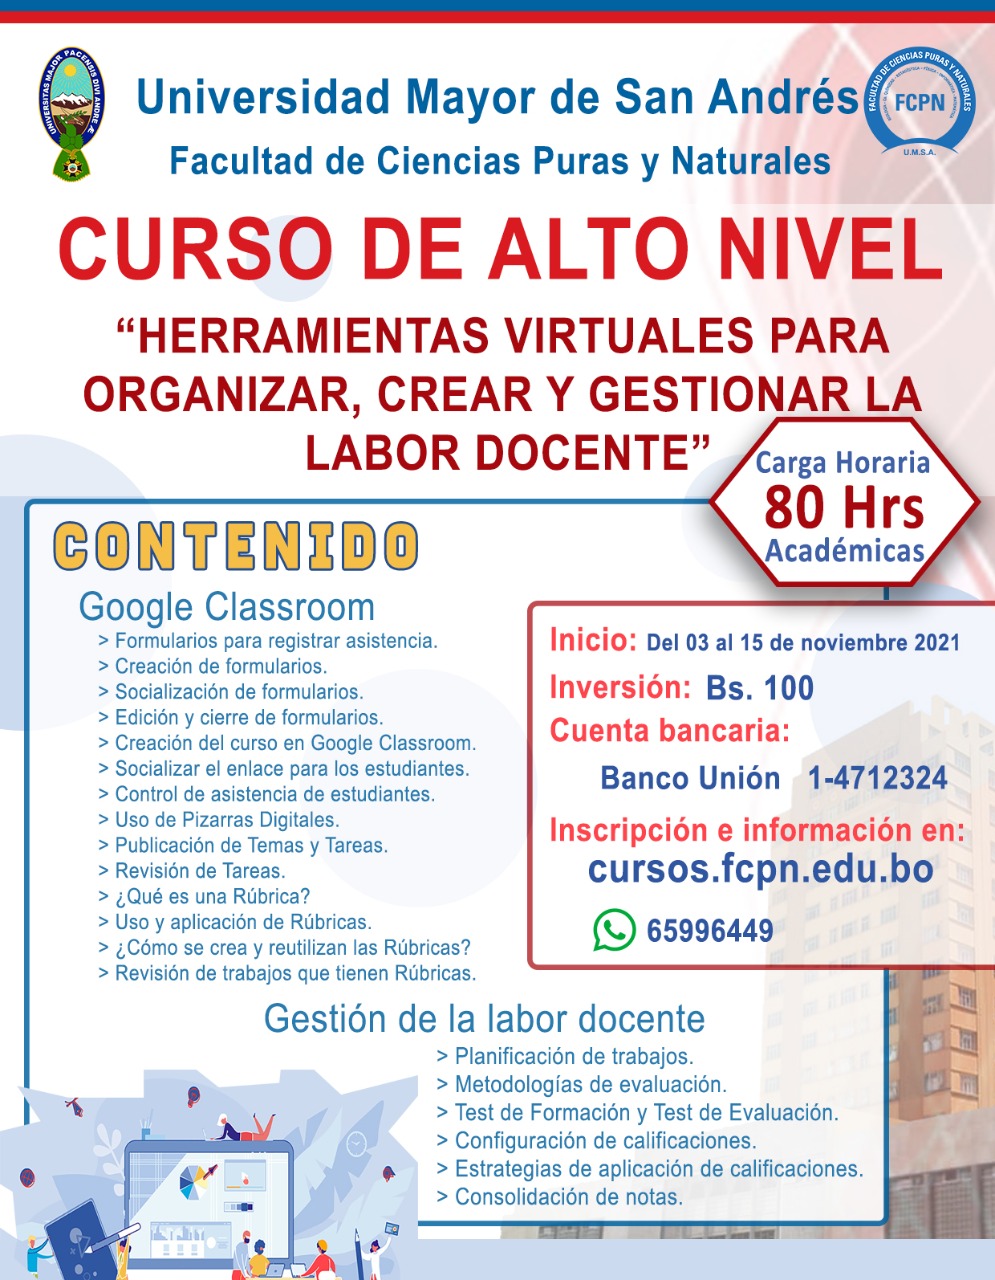 UNIVERSITAS MAJOR PACENSIS DIVI ANDREÆ
Universidad Mayor de San Andrés
FACULTAD DE CIENCIAS PURAS Y NATURALES
FCPN
U.M.S.A.
Facultad de Ciencias Puras y Naturales
CURSO DE ALTO NIVEL
“HERRAMIENTAS VIRTUALES PARA
ORGANIZAR, CREAR Y GESTIONAR LA
LABOR DOCENTE”
Carga Horaria
80 Hrs
Académicas
CONTENIDO
Google Classroom
> Formularios para registrar asistencia.
> Creación de formularios.
> Socialización de formularios.
> Edición y cierre de formularios.
> Creación del curso en Google Classroom.
> Socializar el enlace para los estudiantes.
> Control de asistencia de estudiantes.
> Uso de Pizarras Digitales.
> Publicación de Temas y Tareas.
> Revisión de Tareas.
> ¿Qué es una Rúbrica?
> Uso y aplicación de Rúbricas.
> ¿Cómo se crea y reutilizan las Rúbricas?
> Revisión de trabajos que tienen Rúbricas.
Inicio: Del 03 al 15 de noviembre 2021
Inversión: Bs. 100
Cuenta bancaria:
Banco Unión 1-4712324
Inscripción e información en:
cursos.fcpn.edu.bo
65996449
Gestión de la labor docente
> Planificación de trabajos.
> Metodologías de evaluación.
> Test de Formación y Test de Evaluación.
> Configuración de calificaciones.
> Estrategias de aplicación de calificaciones.
> Consolidación de notas.